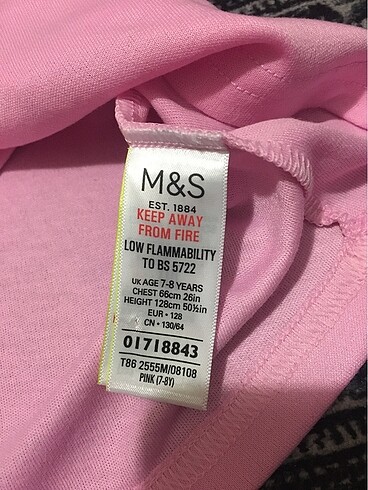 M&S
EST. 1884
KEEP AWAY
FROM FIRE
LOW FLAMMABILITY
TO BS 5722
UK AGE 7-8 YEARS
CHEST 66cm 26in
HEIGHT 128cm 50½in
EUR • 128
CN • 130/64
01718843
T86 2555M/08108
PINK (7-8Y)